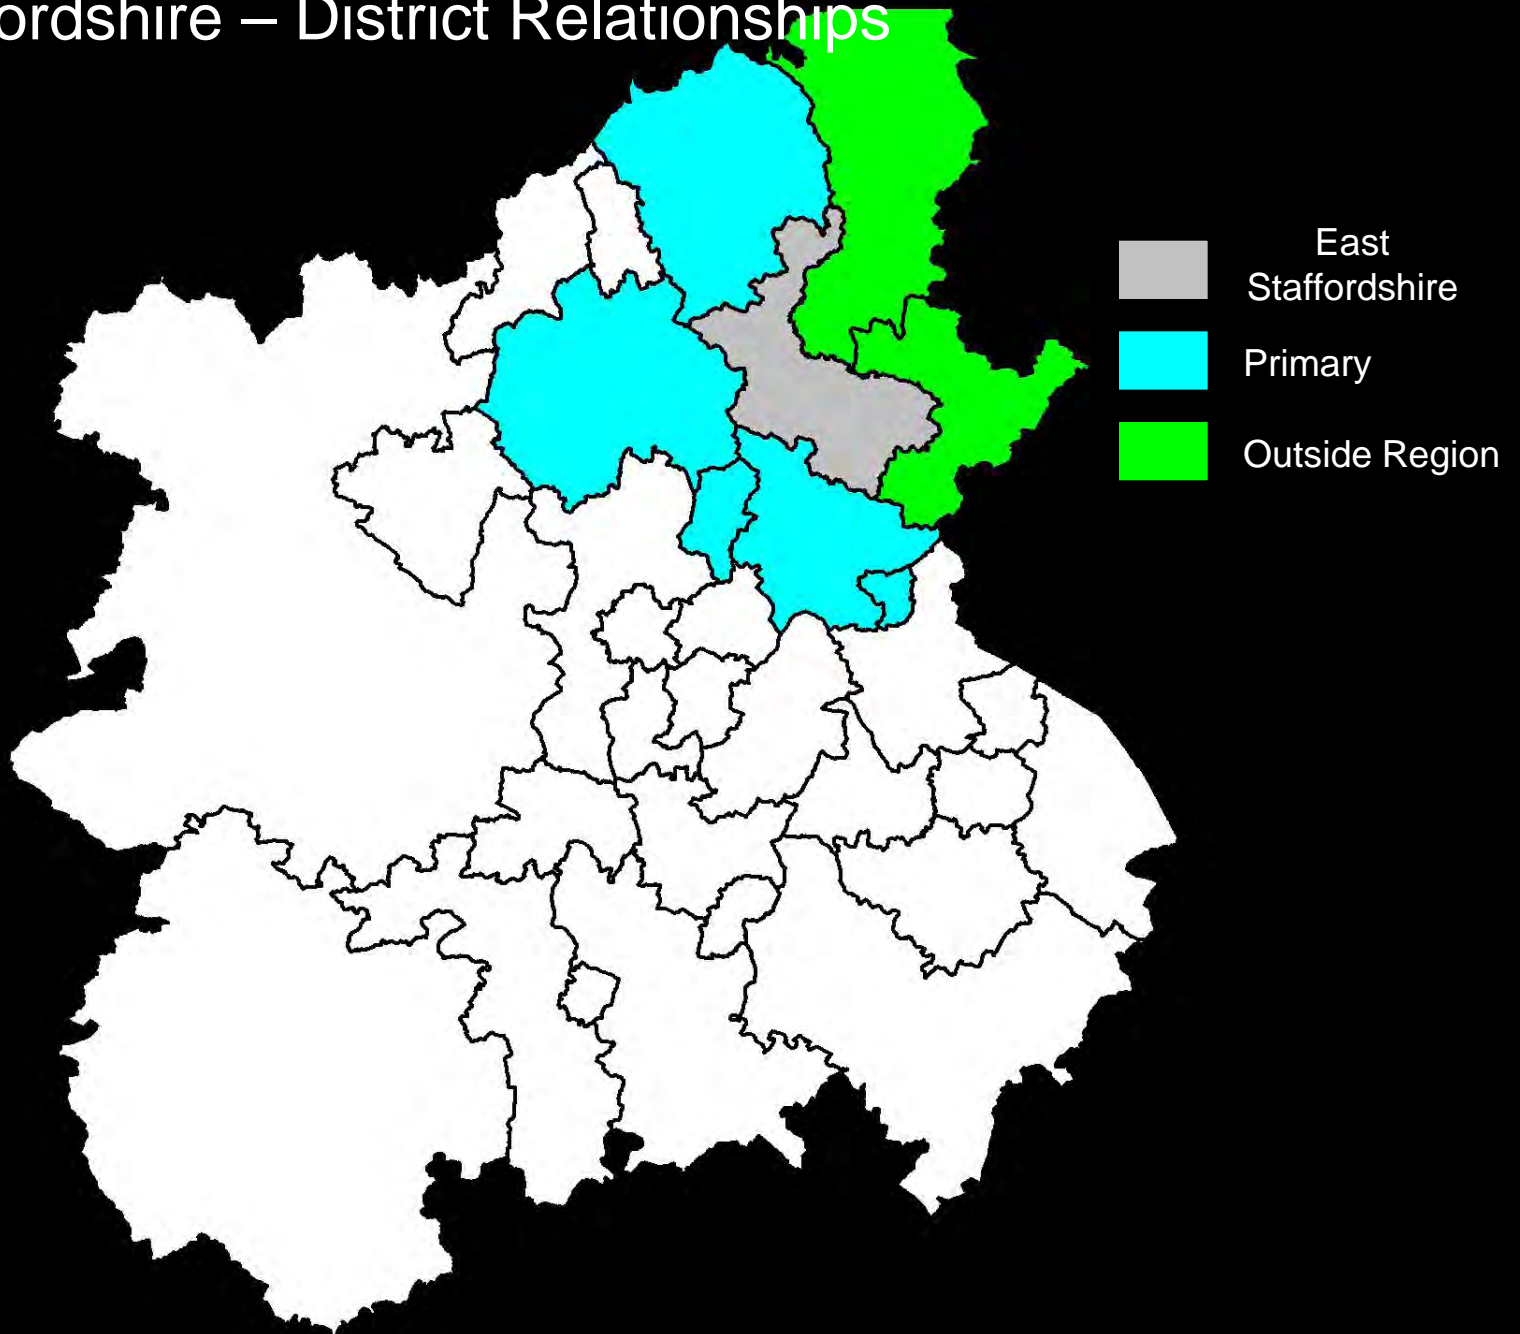 ordshire – District Relationships
East
Staffordshire
Primary
Outside Region